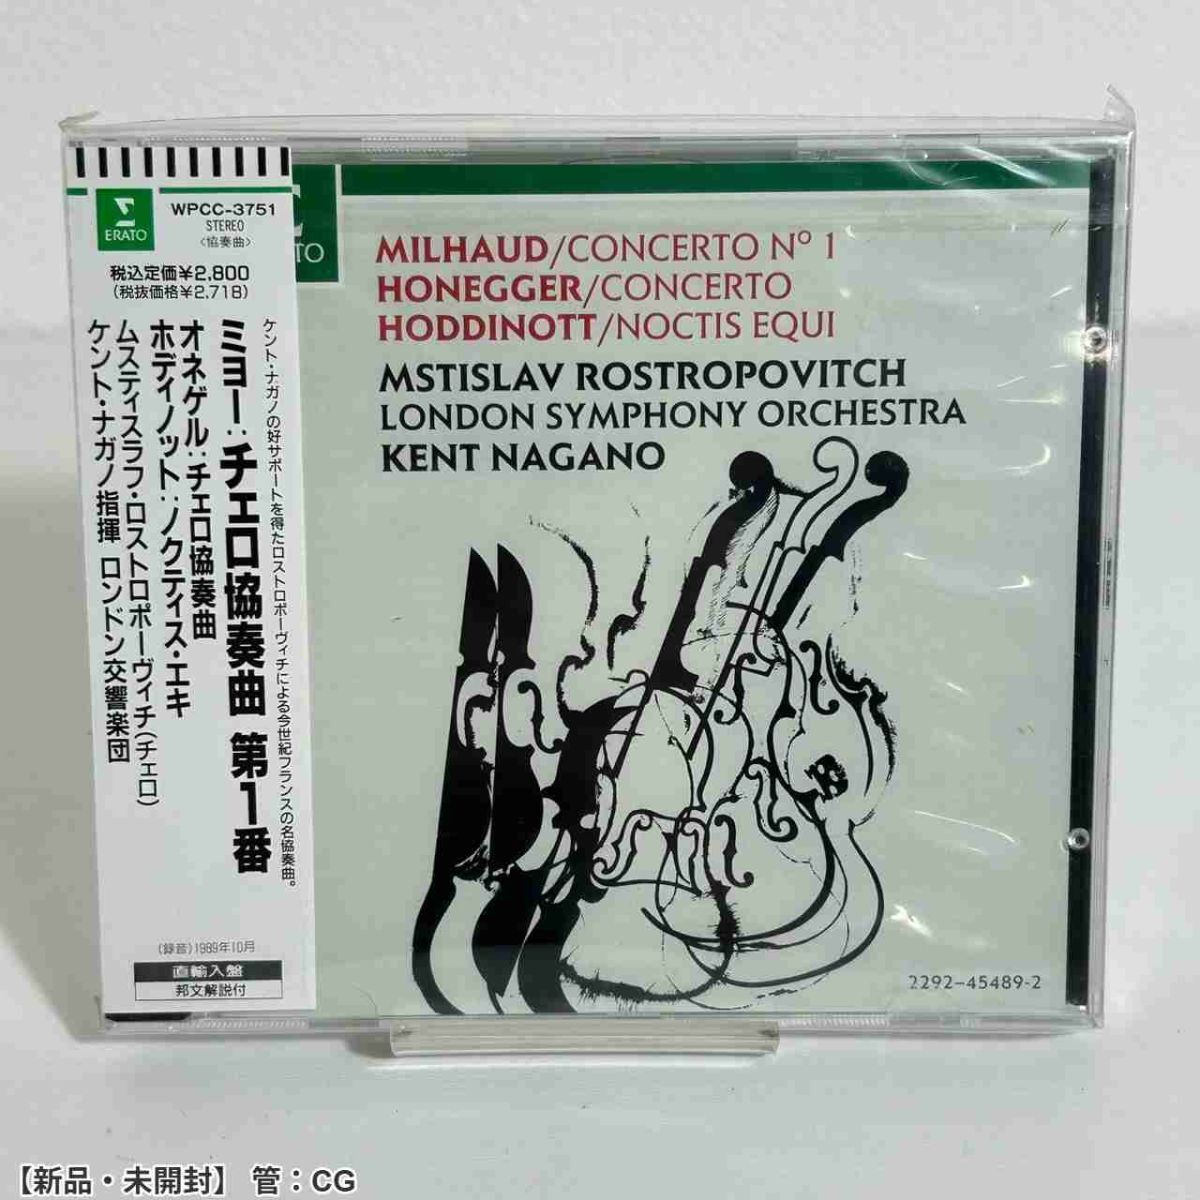 ERATO
WPCC-3751
STEREO
〈協奏曲〉
税込定価¥2,800
(税抜価格¥2,718)
ケント・ナガノの好サポートを得たロストロポーヴィチによる今世紀フランスの名協奏曲。
ミヨー:チェロ協奏曲 第1番
オネゲル:チェロ協奏曲
ホディノット:ノクティス・エキ
ムスティスラフ・ロストロポーヴィチ(チェロ)
ケント・ナガノ指揮 ロンドン交響楽団
(録音)1989年10月
直輸入盤
邦文解説付
MILHAUD/CONCERTO Nº 1
HONEGGER/CONCERTO
HODDINOTT/NOCTIS EQUI
MSTISLAV ROSTROPOVITCH
LONDON SYMPHONY ORCHESTRA
KENT NAGANO
2292-45489-2
【新品・未開封】 管：CG